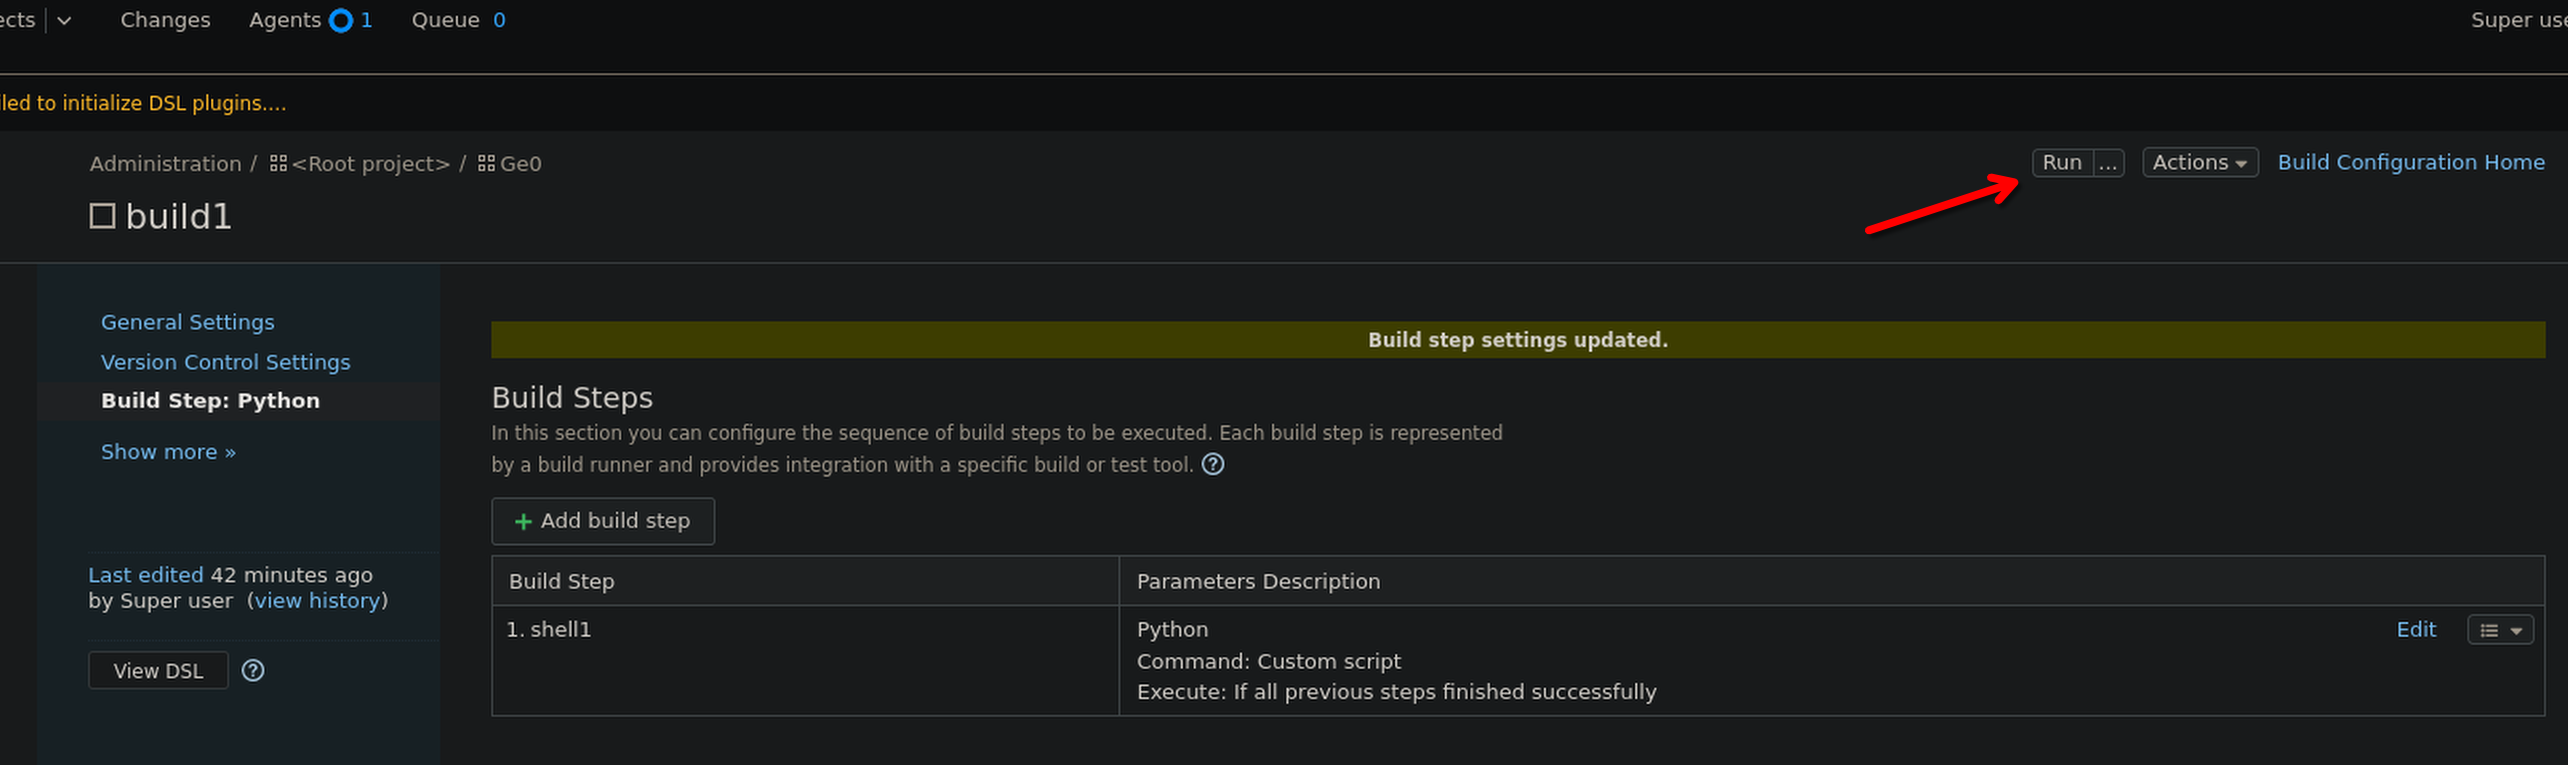 Changes Agents 1 Queue 0
Super
to initialize DSL plugins....
Administration / <Root project> / Ge0
Run ... Actions Build Configuration Home
build1
General Settings
Version Control Settings
Build Step: Python
Show more »
Last edited 42 minutes ago
by Super user (view history)
View DSL ?
Build step settings updated.
Build Steps
In this section you can configure the sequence of build steps to be executed. Each build step is represented
by a build runner and provides integration with a specific build or test tool. ?
+ Add build step
Build Step Parameters Description
1. shell1 Python Edit
Command: Custom script
Execute: If all previous steps finished successfully